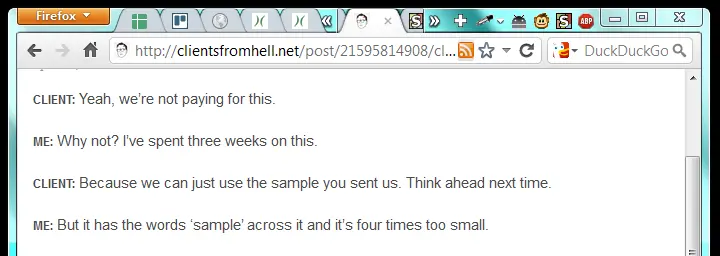 Firefox
http://clientsfromhell.net/post/21595814908/cl...
DuckDuckGo
CLIENT: Yeah, we're not paying for this.
ME: Why not? I've spent three weeks on this.
CLIENT: Because we can just use the sample you sent us. Think ahead next time.
ME: But it has the words ‘sample’ across it and it's four times too small.